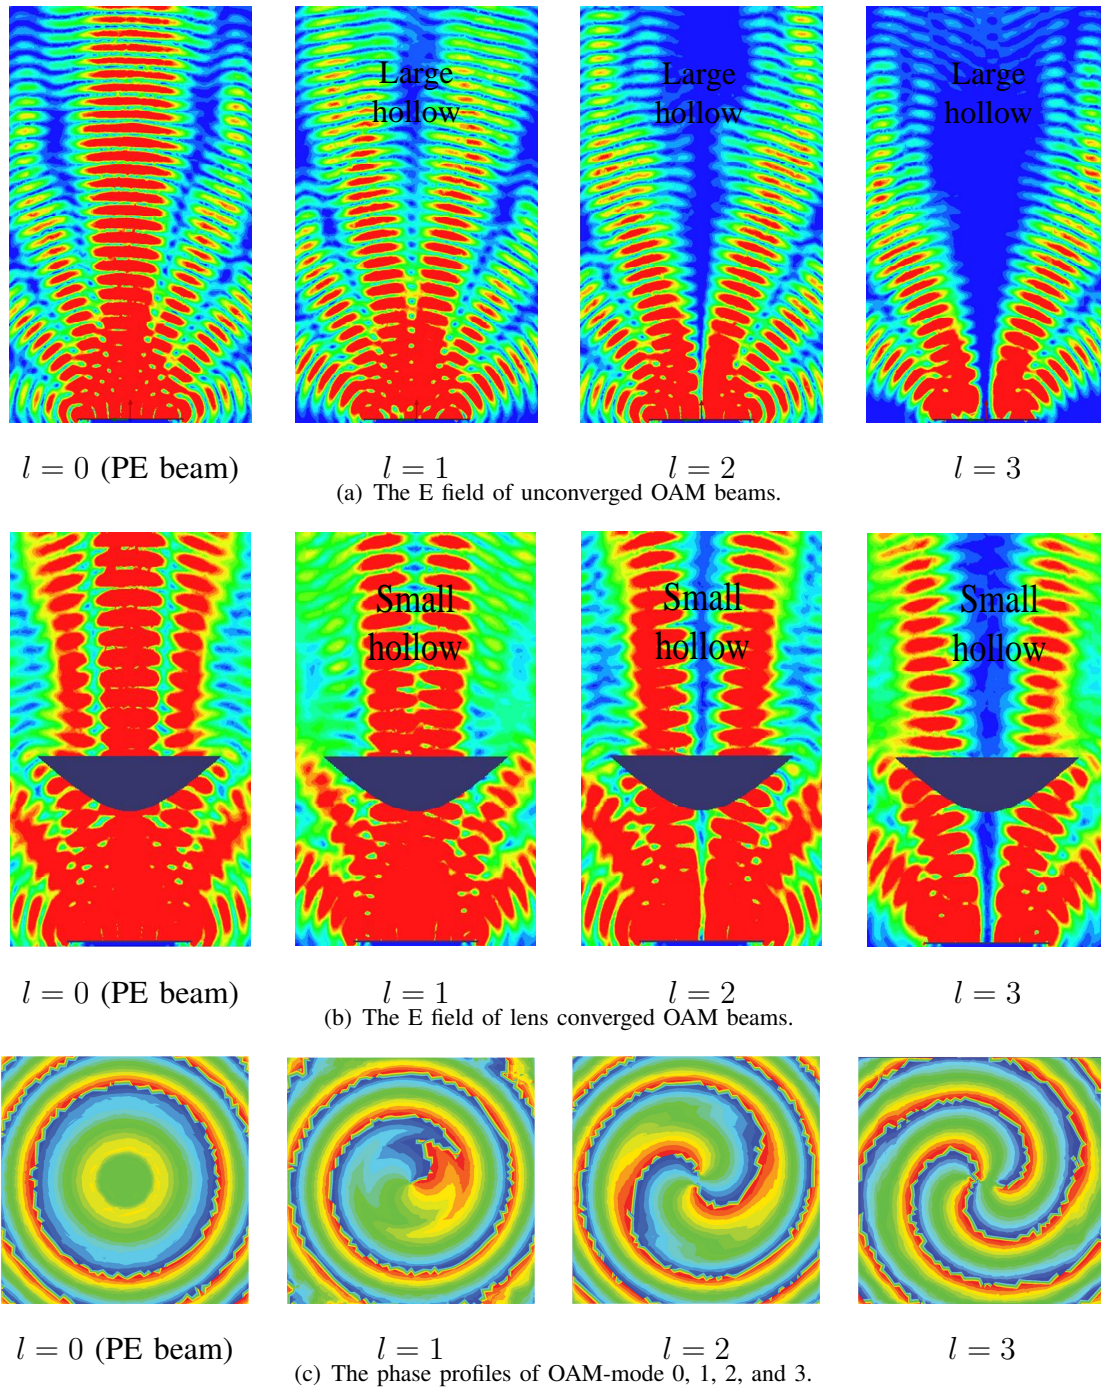 Large
hollow
Large
hollow
Large
hollow
l = 0 (PE beam)
l = 1
l = 2
l = 3
(a) The E field of unconverged OAM beams.
Small
hollow
Small
hollow
Small
hollow
l = 0 (PE beam)
l = 1
l = 2
l = 3
(b) The E field of lens converged OAM beams.
l = 0 (PE beam)
l = 1
l = 2
l = 3
(c) The phase profiles of OAM-mode 0, 1, 2, and 3.